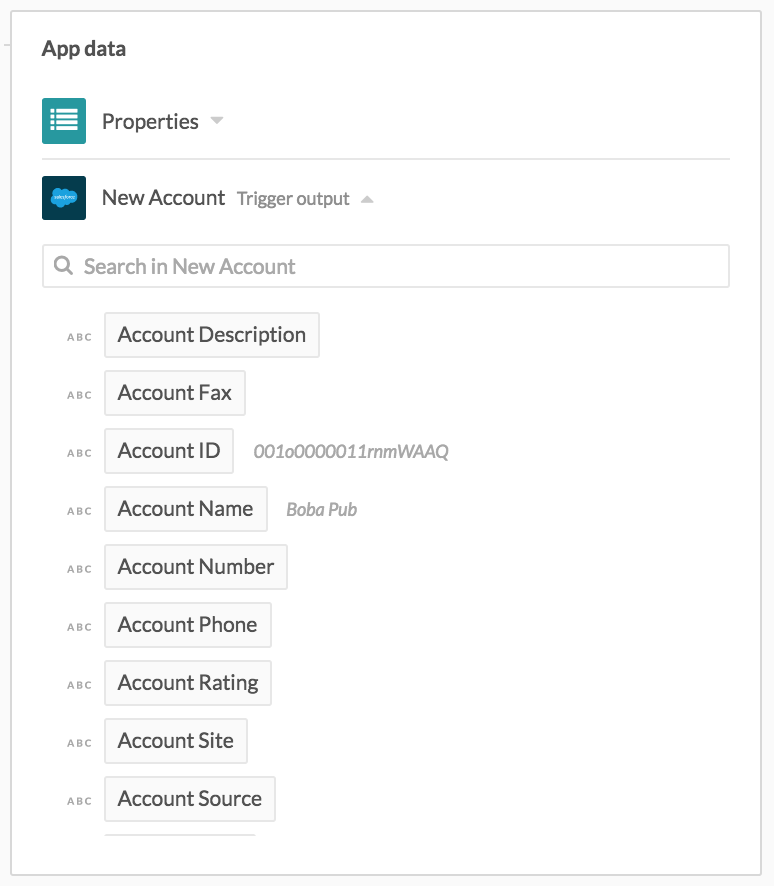 App data
Properties
salesforce
New Account Trigger output
Search in New Account
ABC Account Description
ABC Account Fax
ABC Account ID 001o0000011rnmWAAQ
ABC Account Name Boba Pub
ABC Account Number
ABC Account Phone
ABC Account Rating
ABC Account Site
ABC Account Source